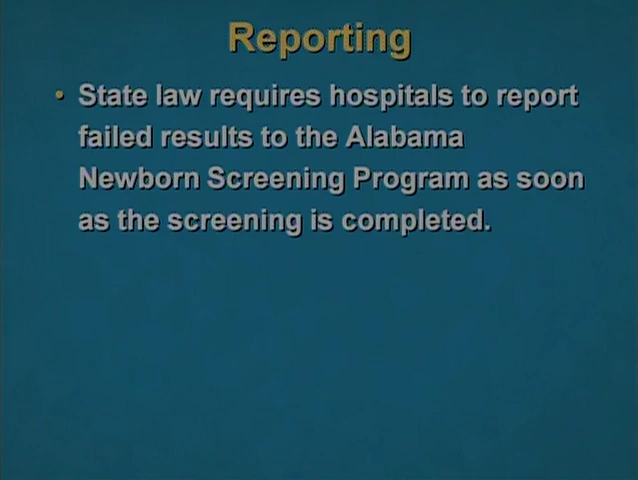 Reporting
• State law requires hospitals to report
failed results to the Alabama
Newborn Screening Program as soon
as the screening is completed.